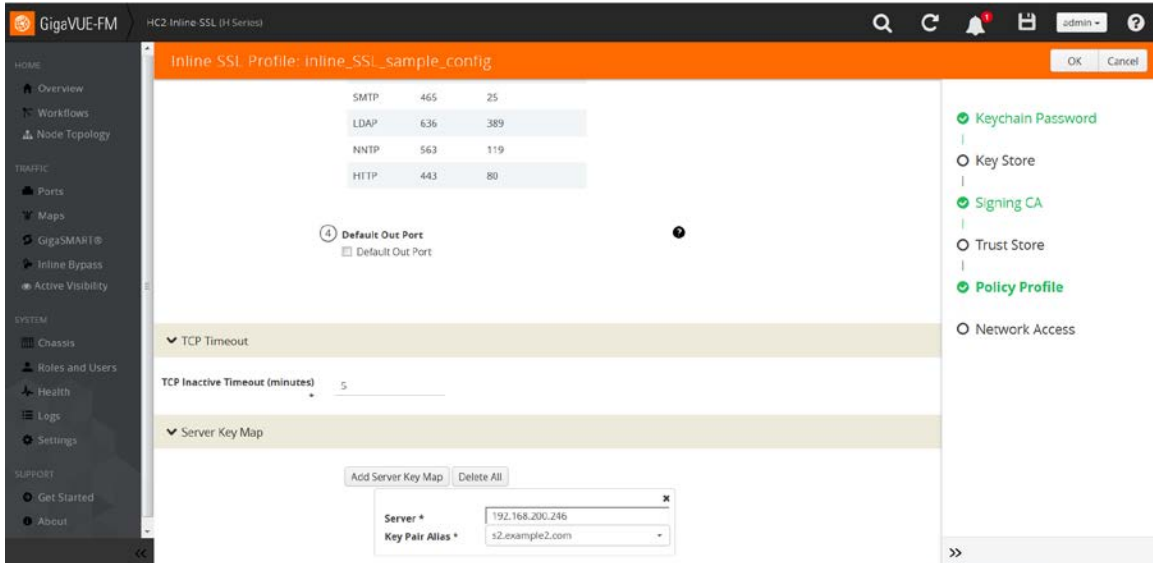 GigaVUE-FM HC2-Inline-SSL (H Series) 1 admin ?
Inline SSL Profile: inline_SSL_sample_config OK Cancel
HOME
Overview
Workflows
Node Topology
TRAFFIC
Ports
Maps
GigaSMART®
Inline Bypass
Active Visibility
SYSTEM
Chassis
Roles and Users
Health
Logs
Settings
SUPPORT
Get Started
About
SMTP 465 25
LDAP 636 389
NNTP 563 119
HTTP 443 80
4 Default Out Port ?
Default Out Port
TCP Timeout
TCP Inactive Timeout (minutes) 5
*
Server Key Map
Add Server Key Map Delete All
Server * 192.168.200.246
Key Pair Alias * s2.example2.com
Keychain Password
Key Store
Signing CA
Trust Store
Policy Profile
Network Access